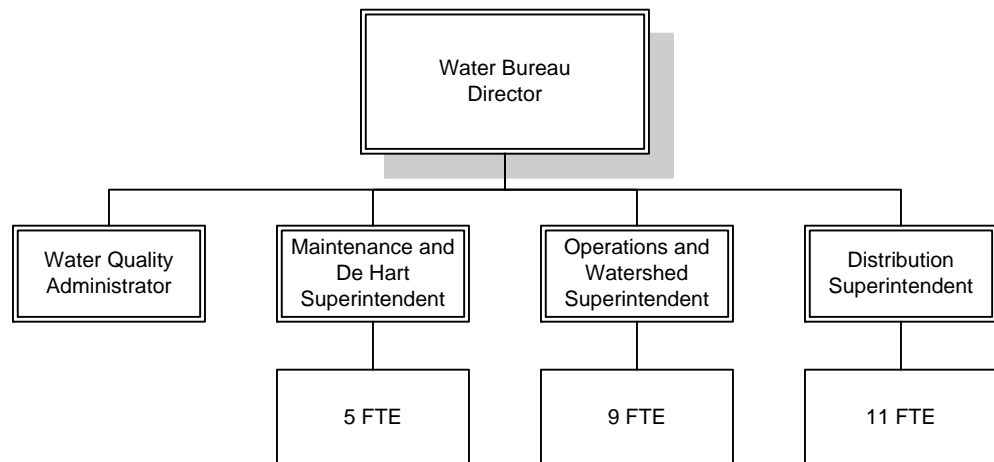 Water Bureau
Director
Water Quality
Administrator
Maintenance and
De Hart
Superintendent
Operations and
Watershed
Superintendent
Distribution
Superintendent
5 FTE
9 FTE
11 FTE